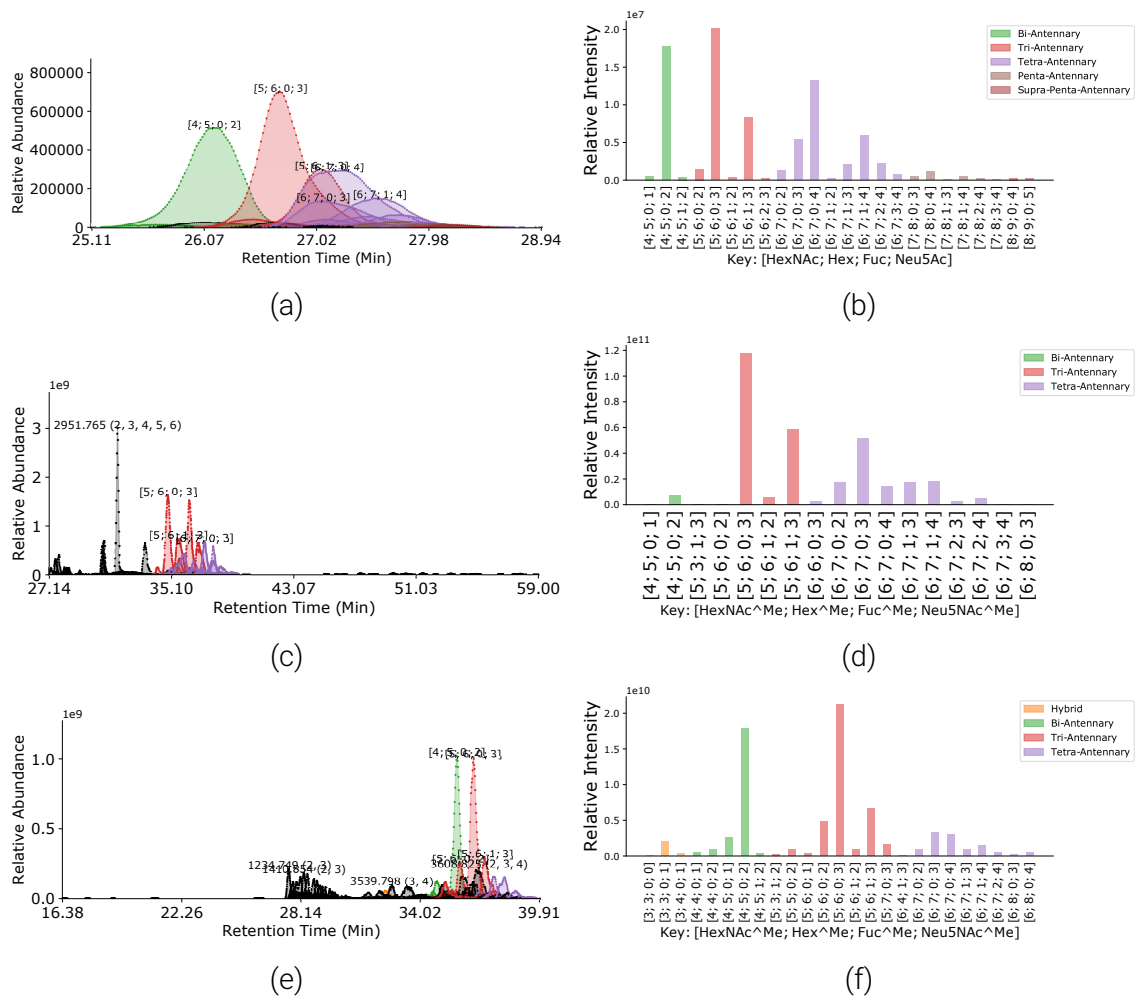 800000
600000
400000
200000
0
Relative Abundance
[4; 5; 0; 2]
[5; 6; 0; 3]
[6; 7; 0; 3]
[6; 7; 1; 4]
25.11
26.07
27.02
27.98
28.94
Retention Time (Min)
(a)
1e7
2.0
1.5
1.0
0.5
0.0
Relative Intensity
Bi-Antennary
Tri-Antennary
Tetra-Antennary
Penta-Antennary
Supra-Penta-Antennary
[4; 5; 0; 1]
[4; 5; 0; 2]
[4; 5; 1; 2]
[5; 6; 0; 2]
[5; 6; 0; 3]
[5; 6; 1; 2]
[5; 6; 1; 3]
[5; 6; 2; 3]
[6; 7; 0; 2]
[6; 7; 0; 3]
[6; 7; 0; 4]
[6; 7; 1; 2]
[6; 7; 1; 3]
[6; 7; 1; 4]
[6; 7; 2; 4]
[6; 7; 3; 4]
[7; 8; 0; 3]
[7; 8; 0; 4]
[7; 8; 1; 3]
[7; 8; 1; 4]
[7; 8; 2; 4]
[7; 8; 3; 4]
[8; 9; 0; 4]
[8; 9; 0; 5]
Key: [HexNAc; Hex; Fuc; Neu5Ac]
(b)
1e9
3
2
1
0
Relative Abundance
2951.765 (2, 3, 4, 5, 6)
[5; 6; 0; 3]
27.14
35.10
43.07
51.03
59.00
Retention Time (Min)
(c)
1e11
1.2
1.0
0.8
0.6
0.4
0.2
0.0
Relative Intensity
Bi-Antennary
Tri-Antennary
Tetra-Antennary
[4; 5; 0; 1]
[4; 5; 0; 2]
[5; 3; 1; 3]
[5; 6; 0; 2]
[5; 6; 0; 3]
[5; 6; 1; 2]
[5; 6; 1; 3]
[6; 6; 0; 3]
[6; 7; 0; 2]
[6; 7; 0; 3]
[6; 7; 0; 4]
[6; 7; 1; 3]
[6; 7; 1; 4]
[6; 7; 2; 3]
[6; 7; 2; 4]
[6; 7; 3; 4]
[6; 8; 0; 3]
Key: [HexNAc^Me; Hex^Me; Fuc^Me; Neu5NAc^Me]
(d)
1e9
1.0
0.5
0.0
Relative Abundance
[4; 5; 0; 2]
[5; 6; 0; 3]
[5; 6; 1; 3]
1234.749 (2, 3)
1410.854 (2, 3)
3539.798 (3, 4)
16.38
22.26
28.14
34.02
39.91
Retention Time (Min)
(e)
1e10
2.0
1.5
1.0
0.5
0.0
Relative Intensity
Hybrid
Bi-Antennary
Tri-Antennary
Tetra-Antennary
[3; 3; 0; 0]
[3; 3; 0; 1]
[3; 4; 0; 1]
[4; 4; 0; 1]
[4; 4; 0; 2]
[4; 5; 0; 1]
[4; 5; 0; 2]
[4; 5; 1; 2]
[5; 3; 1; 3]
[5; 5; 0; 2]
[5; 5; 1; 2]
[5; 6; 0; 2]
[5; 6; 0; 3]
[5; 6; 1; 2]
[5; 6; 1; 3]
[5; 7; 0; 3]
[6; 4; 1; 3]
[6; 7; 0; 2]
[6; 7; 0; 3]
[6; 7; 0; 4]
[6; 7; 1; 3]
[6; 7; 1; 4]
[6; 7; 2; 4]
[6; 8; 0; 3]
[6; 8; 0; 4]
Key: [HexNAc^Me; Hex^Me; Fuc^Me; Neu5NAc^Me]
(f)